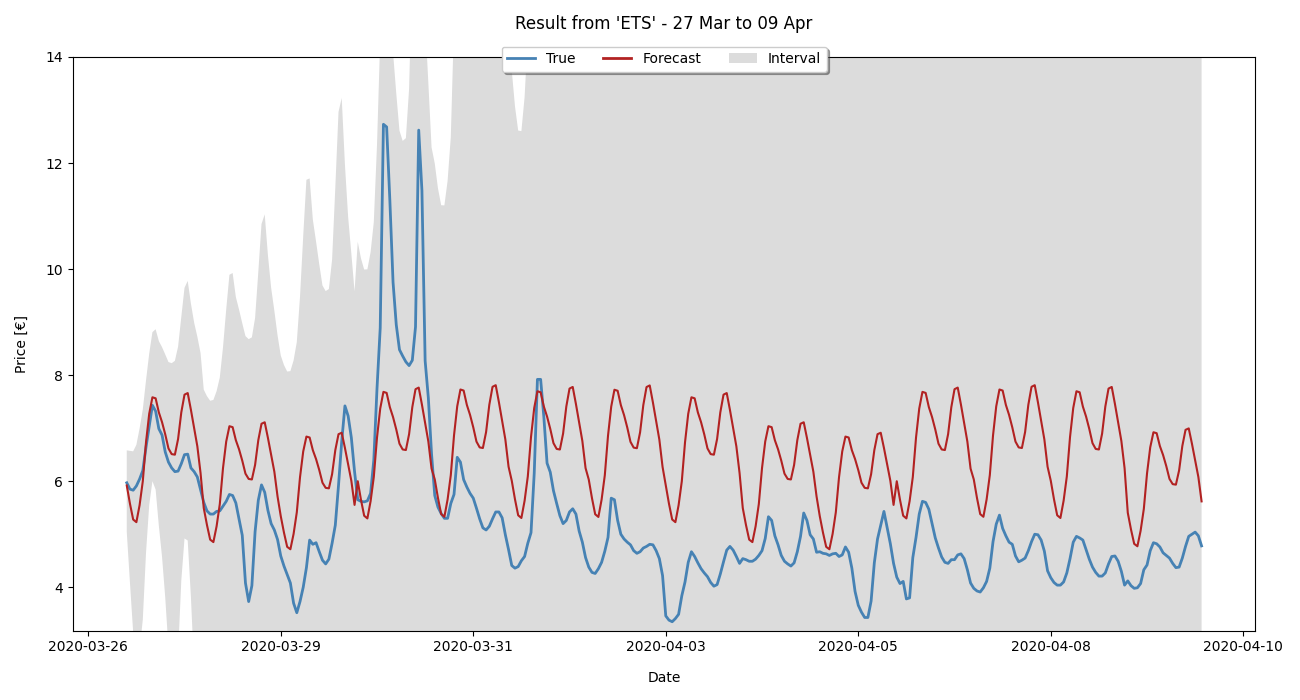 Result from 'ETS' - 27 Mar to 09 Apr
True Forecast Interval
14
12
10
8
6
4
Price [€]
2020-03-26 2020-03-29 2020-03-31 2020-04-03 2020-04-05 2020-04-08 2020-04-10
Date